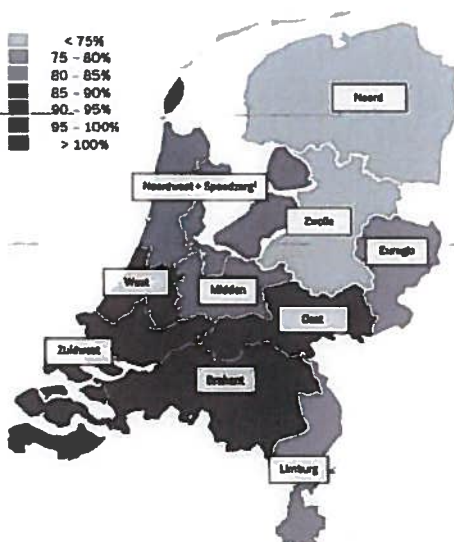 < 75%
75 - 80%
80 - 85%
85 - 90%
90 - 95%
95 - 100%
> 100%
Noord
Noordwest + Spoedzorg¹
Zwolle
Euregio
West
Midden
Oost
Zuidwest
Brabant
Limburg